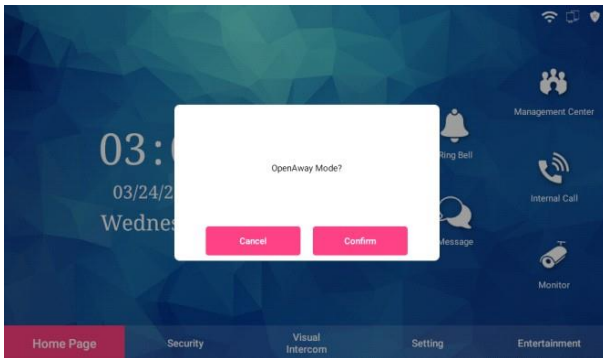 Management Center
03:
Ring Bell
OpenAway Mode?
03/24/2
Internal Call
Wednes
Cancel
Confirm
Message
Monitor
Home Page
Security
Visual
Intercom
Setting
Entertainment